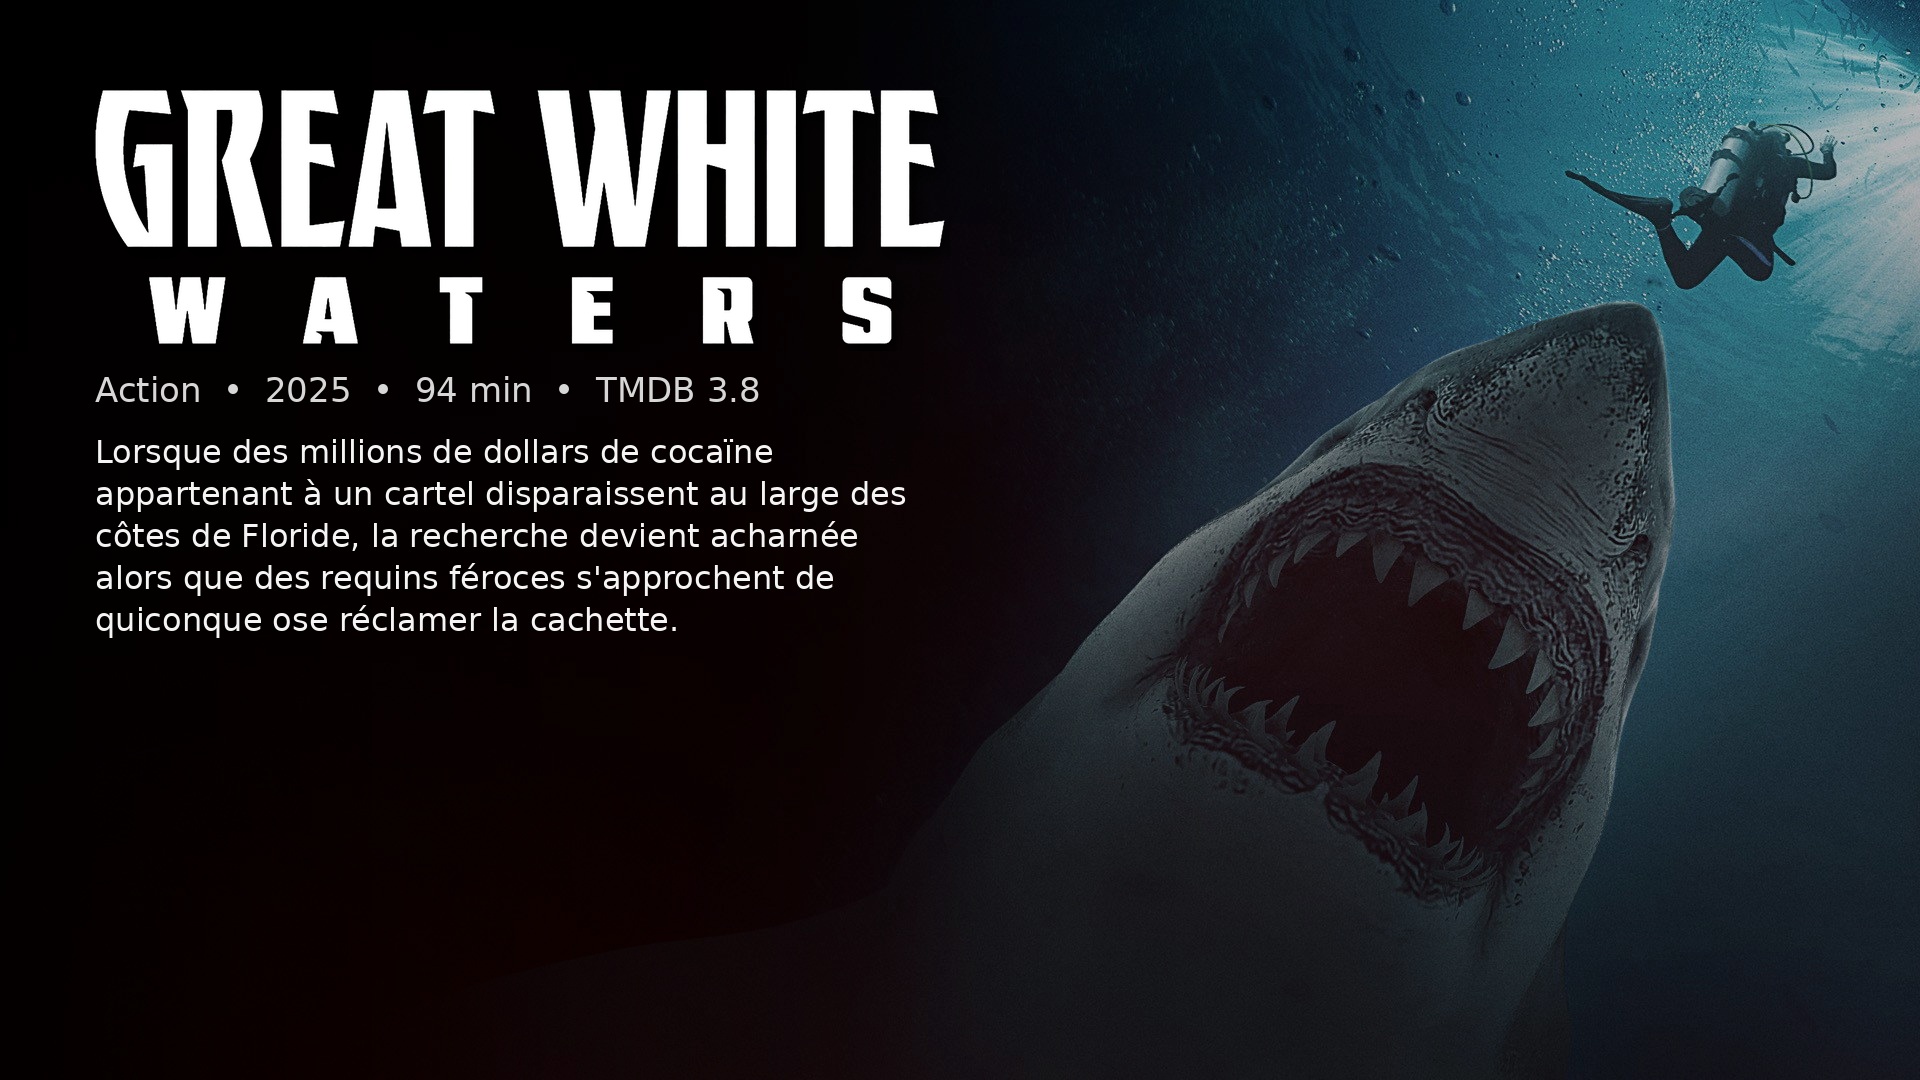 GREAT WHITE
WATERS
Action • 2025 • 94 min • TMDB 3.8
Lorsque des millions de dollars de cocaïne
appartenant à un cartel disparaissent au large des
côtes de Floride, la recherche devient acharnée
alors que des requins féroces s'approchent de
quiconque ose réclamer la cachette.